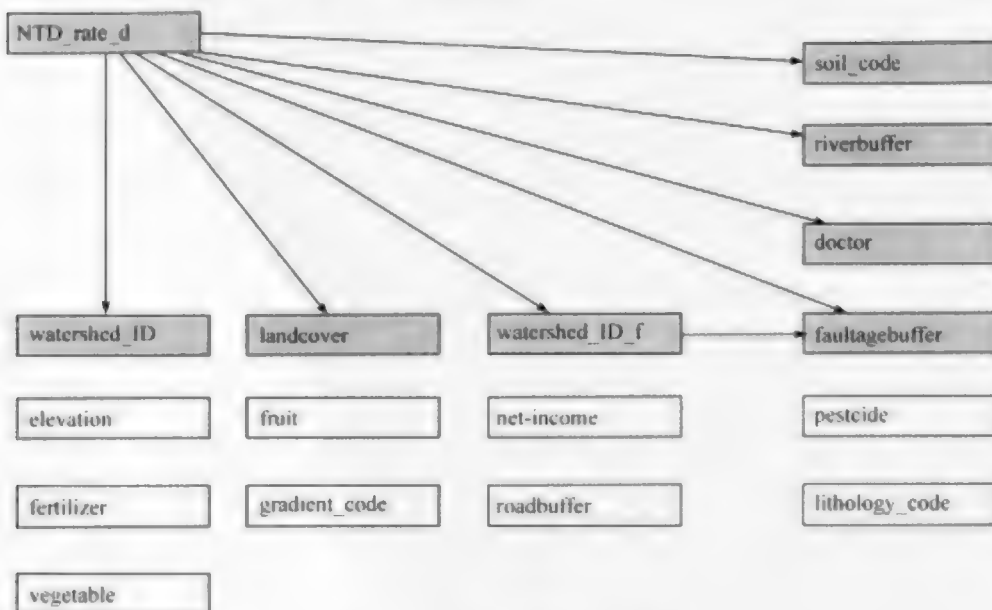 NTD_rate_d
soil_code
riverbuffer
doctor
watershed_ID
landcover
watershed_ID_f
faultagebuffer
elevation
fruit
net-income
pestcide
fertilizer
gradient_code
roadbuffer
lithology_code
vegetable